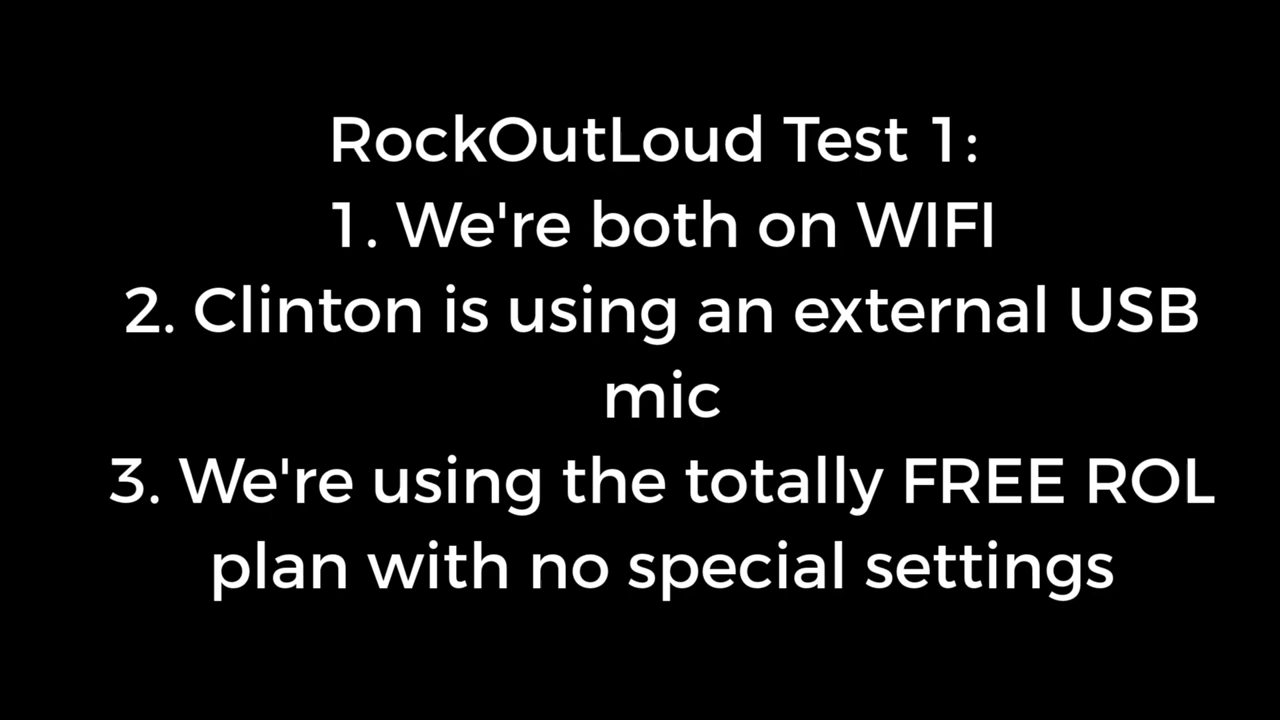 RockOutLoud Test 1:
1. We're both on WIFI
2. Clinton is using an external USB
mic
3. We're using the totally FREE ROL
plan with no special settings